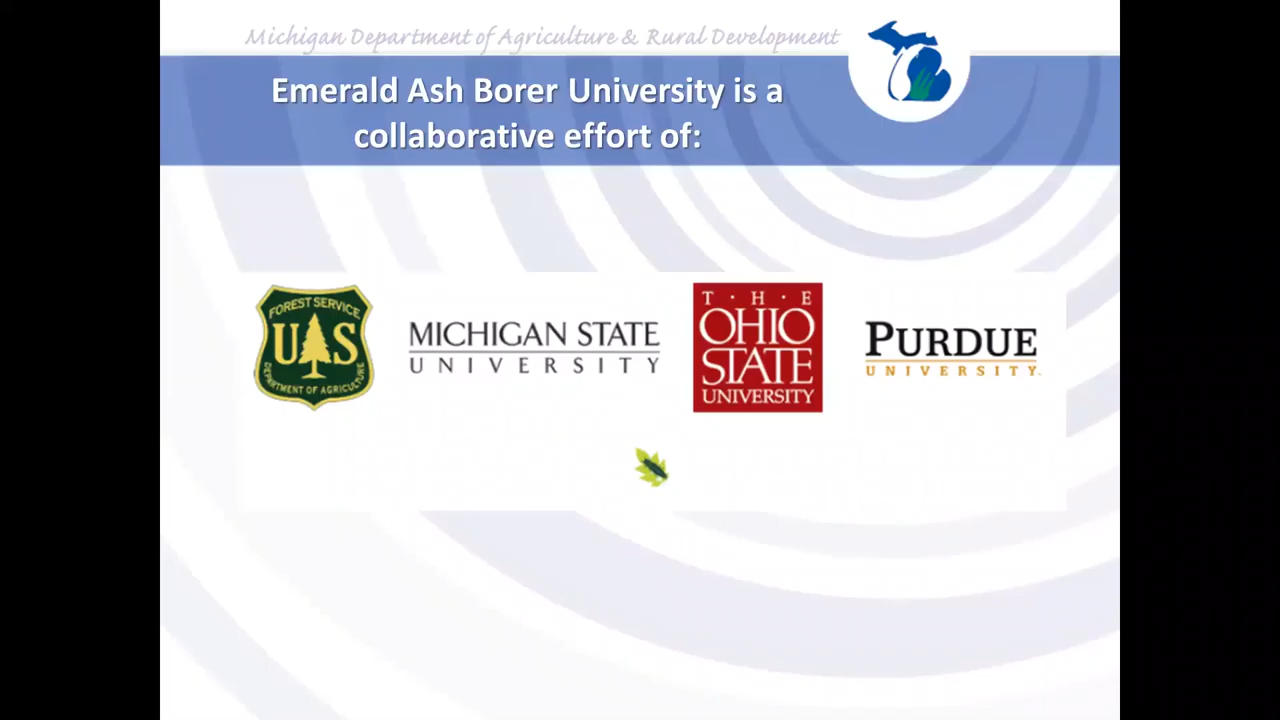 Michigan Department of Agriculture & Rural Development
Emerald Ash Borer University is a
collaborative effort of:
FOREST SERVICE
UAS
DEPARTMENT OF AGRICULTURE
MICHIGAN STATE
UNIVERSITY
T · H · E
OHIO
STATE
UNIVERSITY
PURDUE
UNIVERSITY